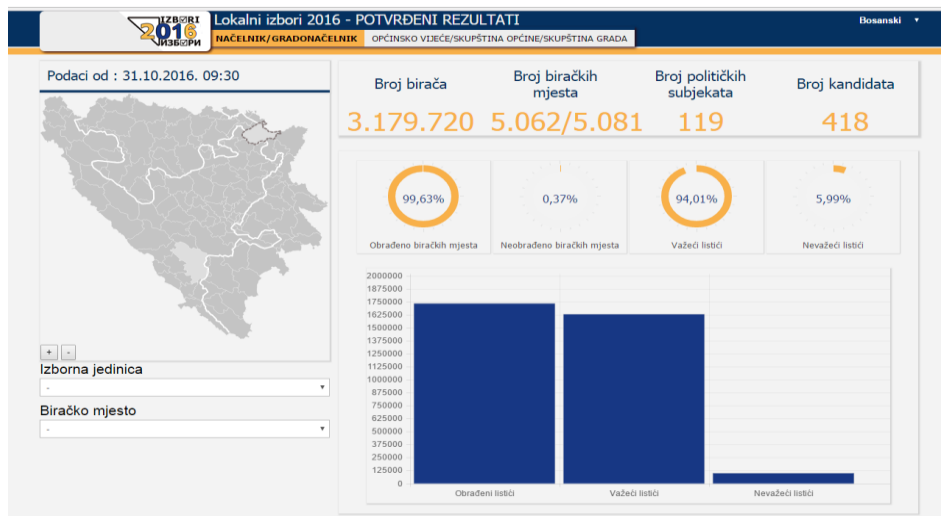 IZBORI
2016
ИЗБОРИ
Lokalni izbori 2016 - POTVRĐENI REZULTATI
Bosanski
NAČELNIK/GRADONAČELNIK
OPĆINSKO VIJEĆE/SKUPŠTINA OPĆINE/SKUPŠTINA GRADA
Podaci od : 31.10.2016. 09:30
+ -
Izborna jedinica
-
Biračko mjesto
-
Broj birača
3.179.720
Broj biračkih
mjesta
5.062/5.081
Broj političkih
subjekata
119
Broj kandidata
418
99,63%
Obrađeno biračkih mjesta
0,37%
Neobrađeno biračkih mjesta
94,01%
Važeći listići
5,99%
Nevažeći listići
2000000
1875000
1750000
1625000
1500000
1375000
1250000
1125000
1000000
875000
750000
625000
500000
375000
250000
125000
0
Obrađeni listići
Važeći listići
Nevažeći listići